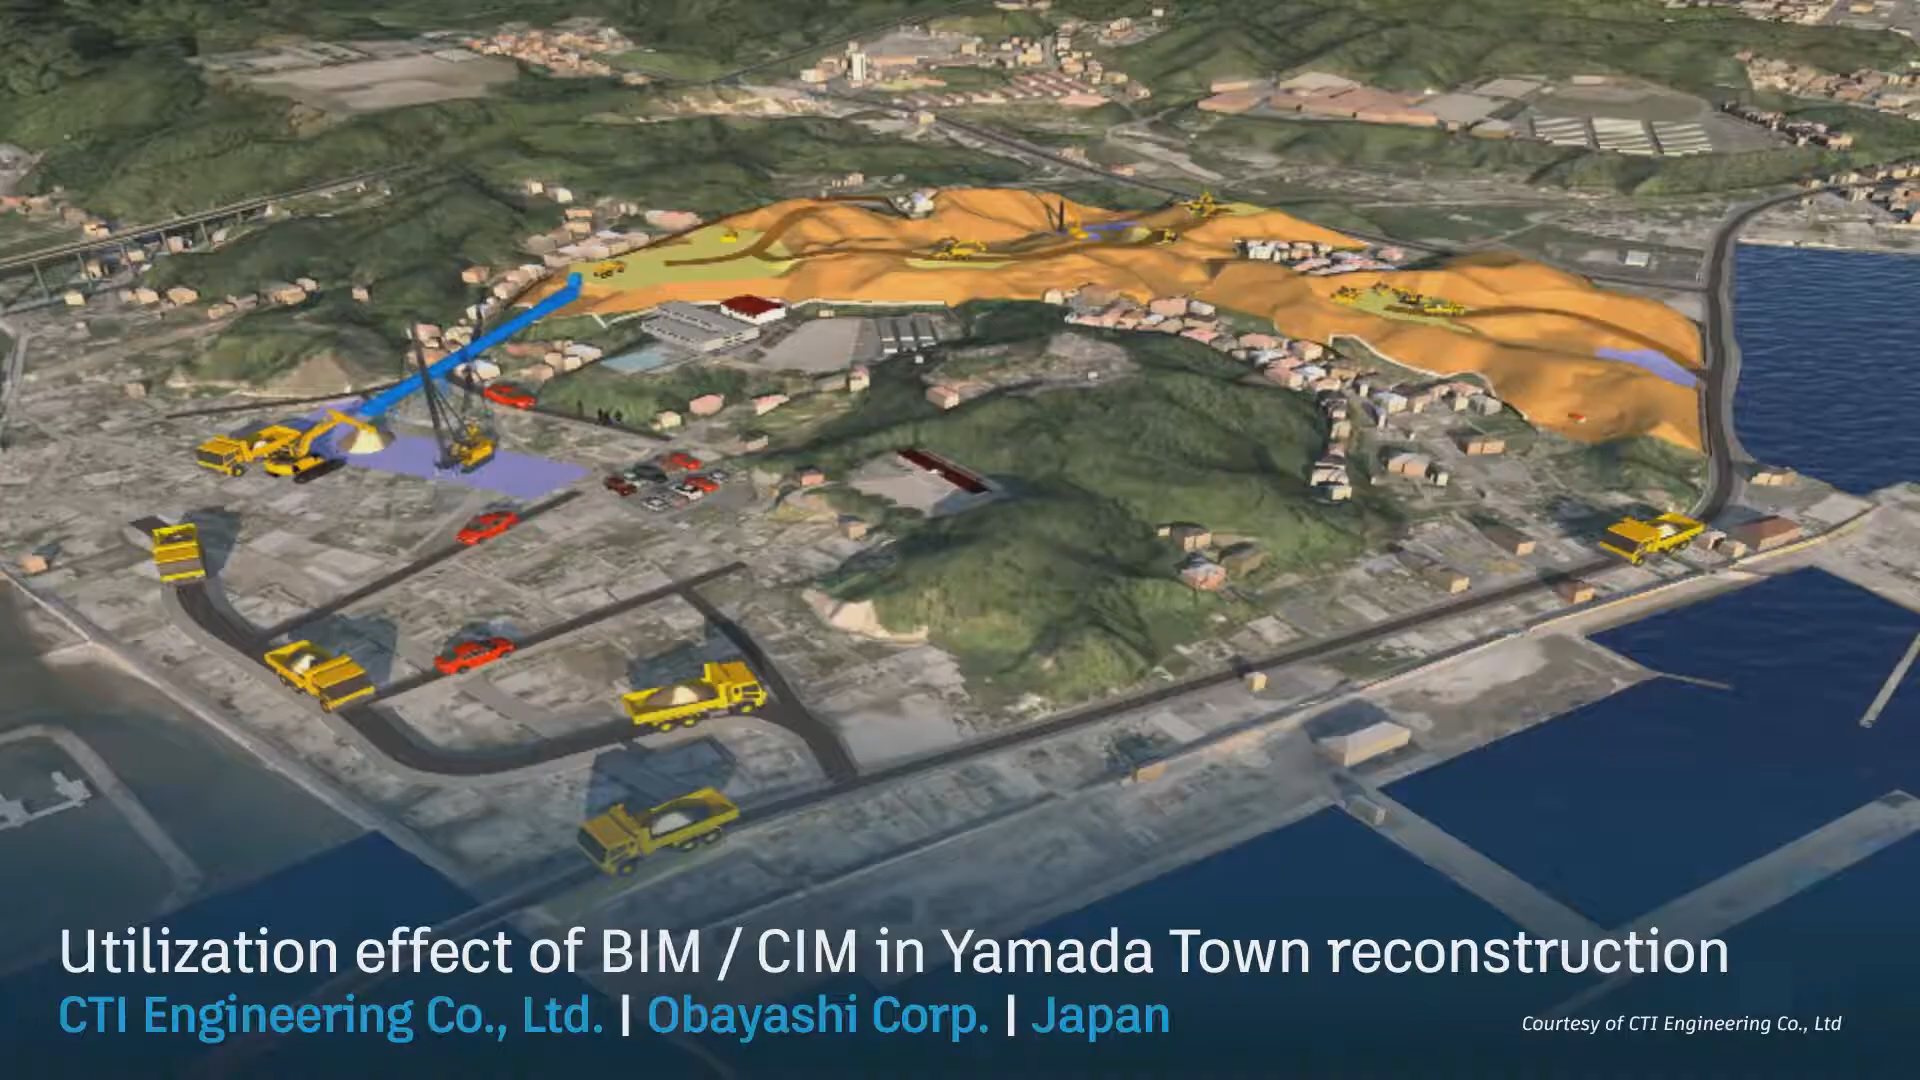 Utilization effect of BIM / CIM in Yamada Town reconstruction
CTI Engineering Co., Ltd. | Obayashi Corp. | Japan
Courtesy of CTI Engineering Co., Ltd